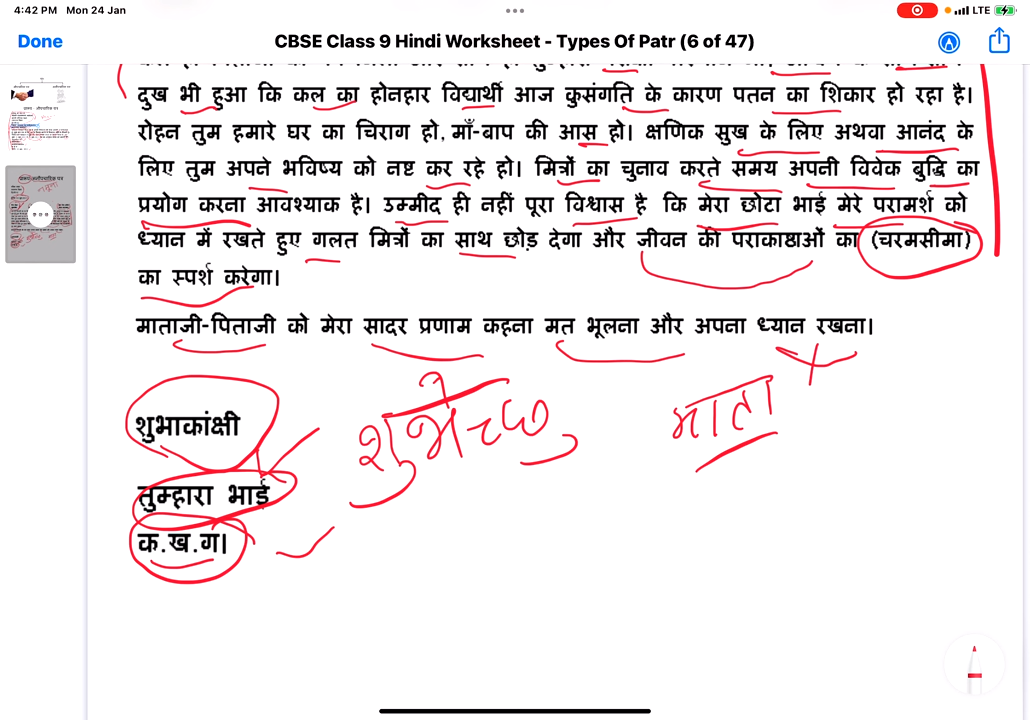 4:42 PM Mon 24 Jan
LTE
Done
CBSE Class 9 Hindi Worksheet - Types Of Patr (6 of 47)
दुख भी हुआ कि कल का होनहार विद्यार्थी आज कुसंगति के कारण पतन का शिकार हो रहा है।
रोहन तुम हमारे घर का चिराग हो, माँ-बाप की आस हो। क्षणिक सुख के लिए अथवा आनंद के
लिए तुम अपने भविष्य को नष्ट कर रहे हो। मित्रों का चुनाव करते समय अपनी विवेक बुद्धि का
प्रयोग करना आवश्याक है। उम्मीद ही नहीं पूरा विश्वास है कि मेरा छोटा भाई मेरे परामर्श को
ध्यान में रखते हुए गलत मित्रों का साथ छोड़ देगा और जीवन की पराकाष्ठाओं का (चरमसीमा)
का स्पर्श करेगा।
माताजी-पिताजी को मेरा सादर प्रणाम कहना मत भूलना और अपना ध्यान रखना।
माता
शुभाकांक्षी
शुभेच्छु
तुम्हारा भाई
क.ख.ग।